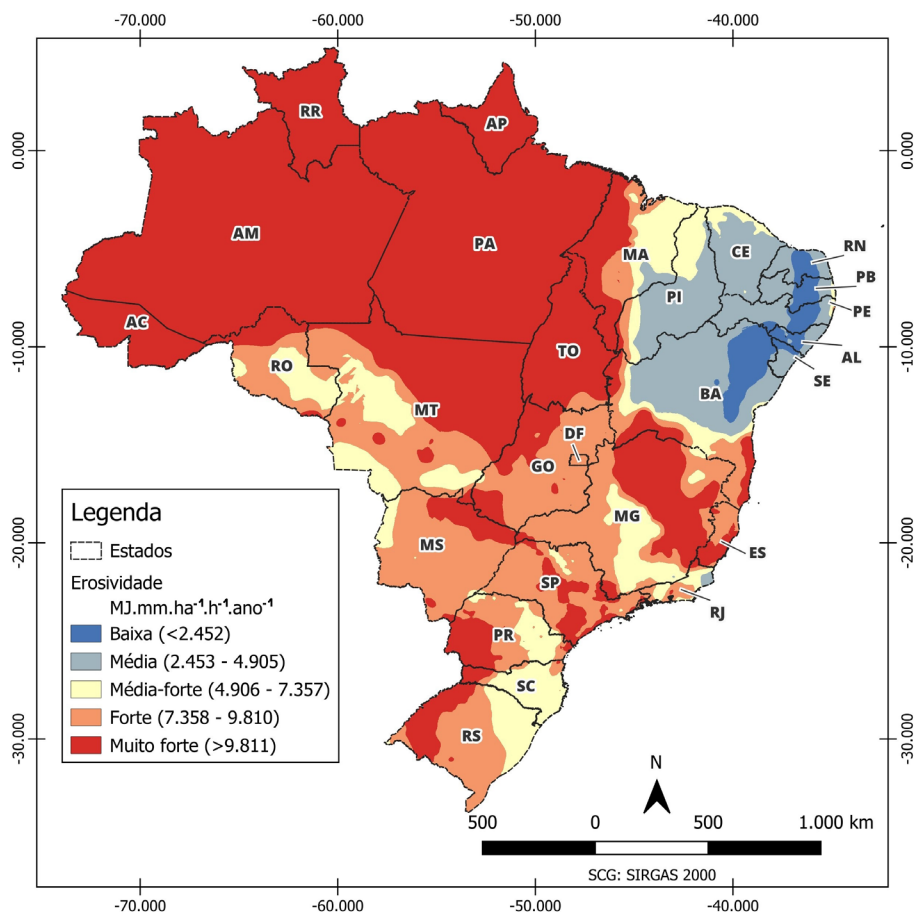 -70.000 -60.000 -50.000 -40.000
0.000 0.000
-10.000 -10.000
-20.000 -20.000
-30.000 -30.000
RR
AP
AM
PA
MA
CE
RN
PB
PE
AL
SE
PI
AC
TO
RO
BA
MT
DF
GO
MG
ES
MS
SP
RJ
PR
SC
RS
Legenda
Estados
Erosividade
MJ.mm.ha⁻¹.h⁻¹.ano⁻¹
Baixa (<2.452)
Média (2.453 - 4.905)
Média-forte (4.906 - 7.357)
Forte (7.358 - 9.810)
Muito forte (>9.811)
N
500 0 500 1.000 km
SCG: SIRGAS 2000
-70.000 -60.000 -50.000 -40.000